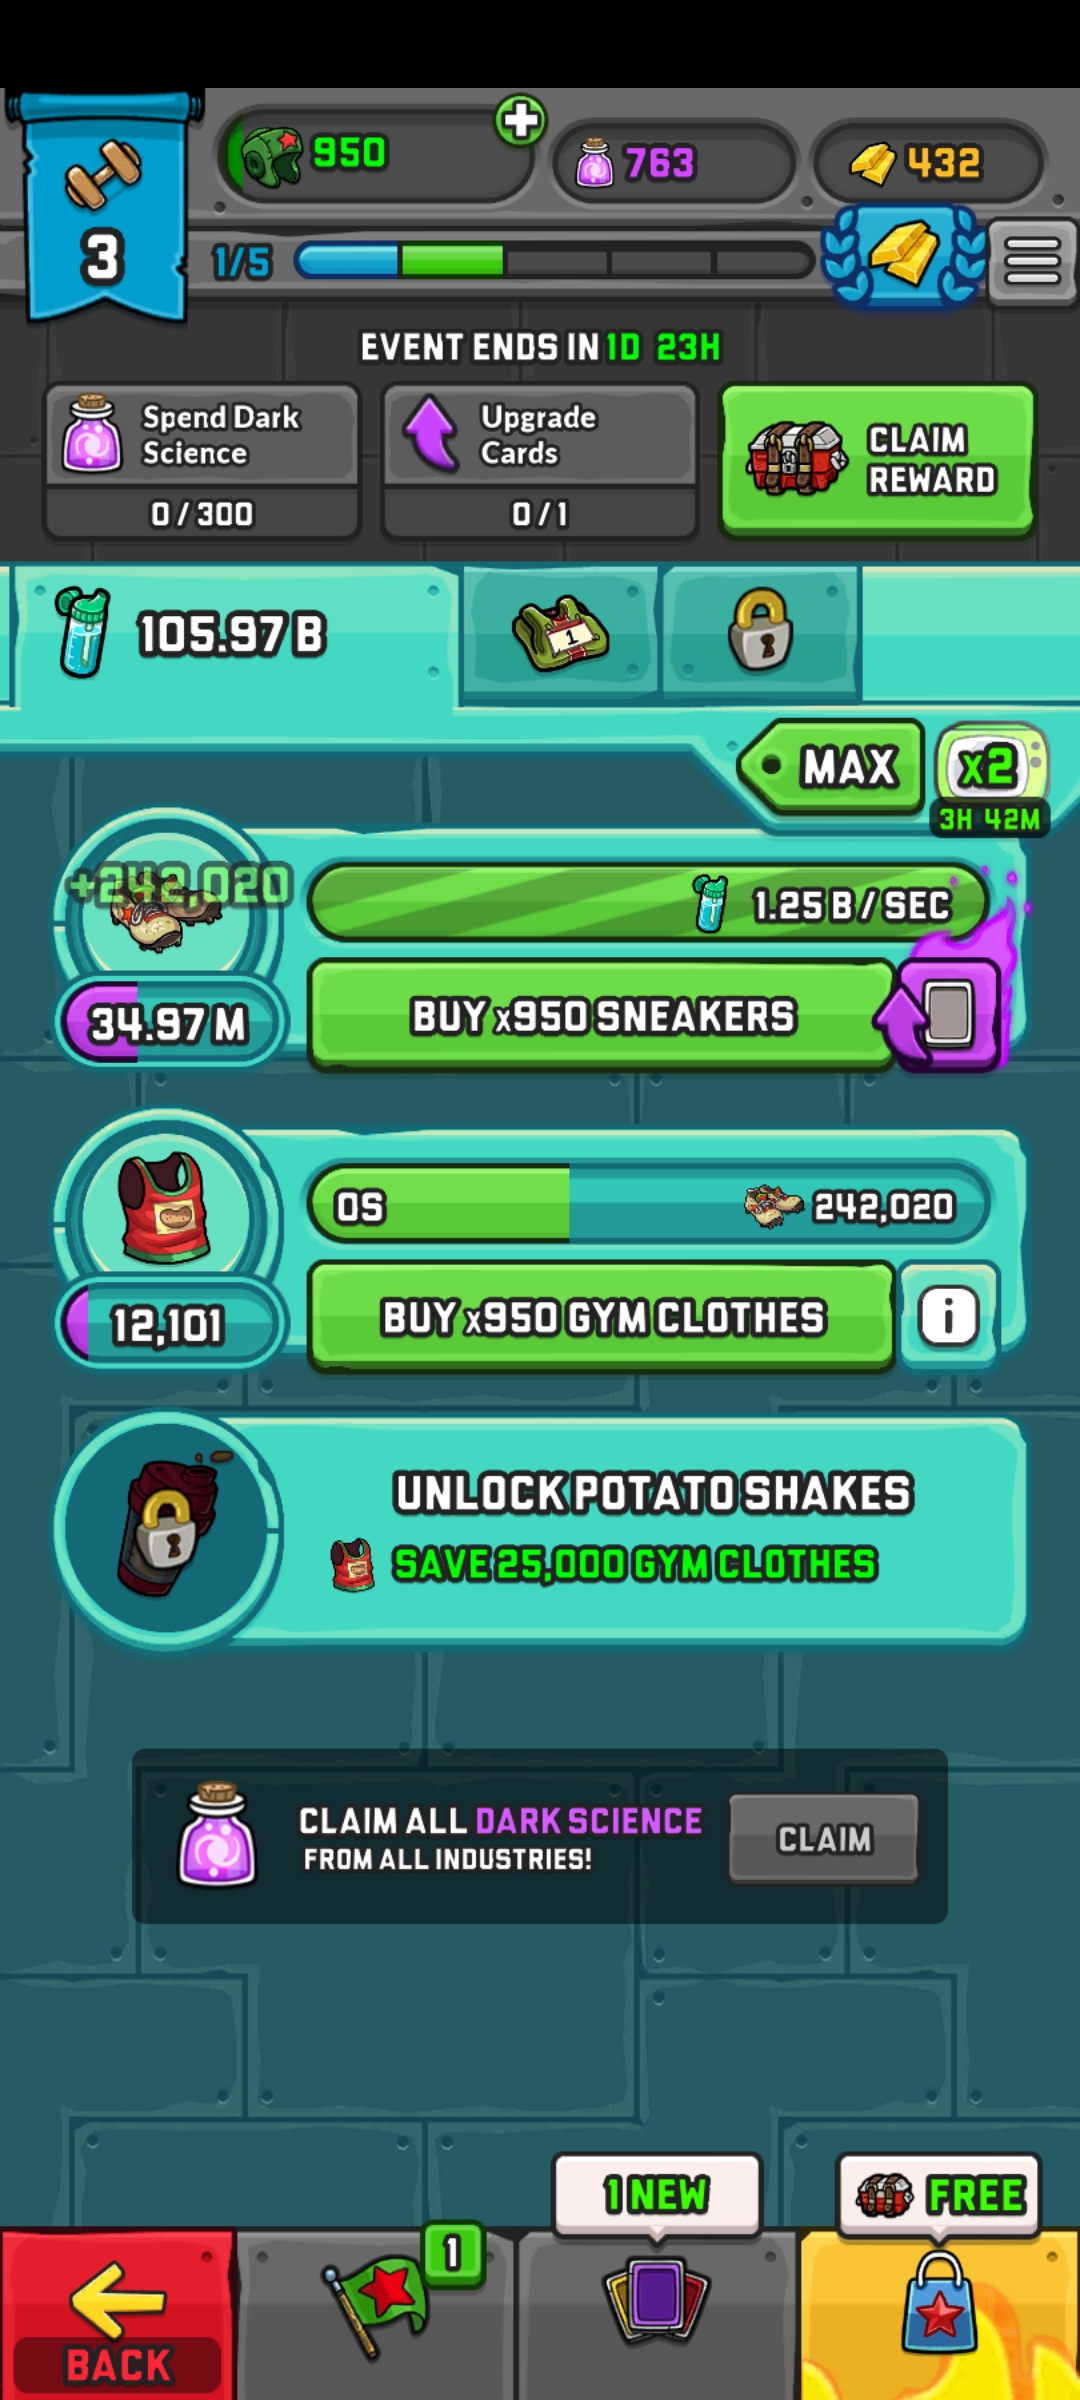 950
763
432
3
1/5
EVENT ENDS IN 1D 23H
Spend Dark
Science
0 / 300
Upgrade
Cards
0 / 1
CLAIM
REWARD
105.97 B
1
MAX
x2
3H 42M
+242,020
1.25 B / SEC
34.97 M
BUY x950 SNEAKERS
0S
242,020
12,101
BUY x950 GYM CLOTHES
i
UNLOCK POTATO SHAKES
SAVE 25,000 GYM CLOTHES
CLAIM ALL DARK SCIENCE
FROM ALL INDUSTRIES!
CLAIM
1 NEW
FREE
1
BACK